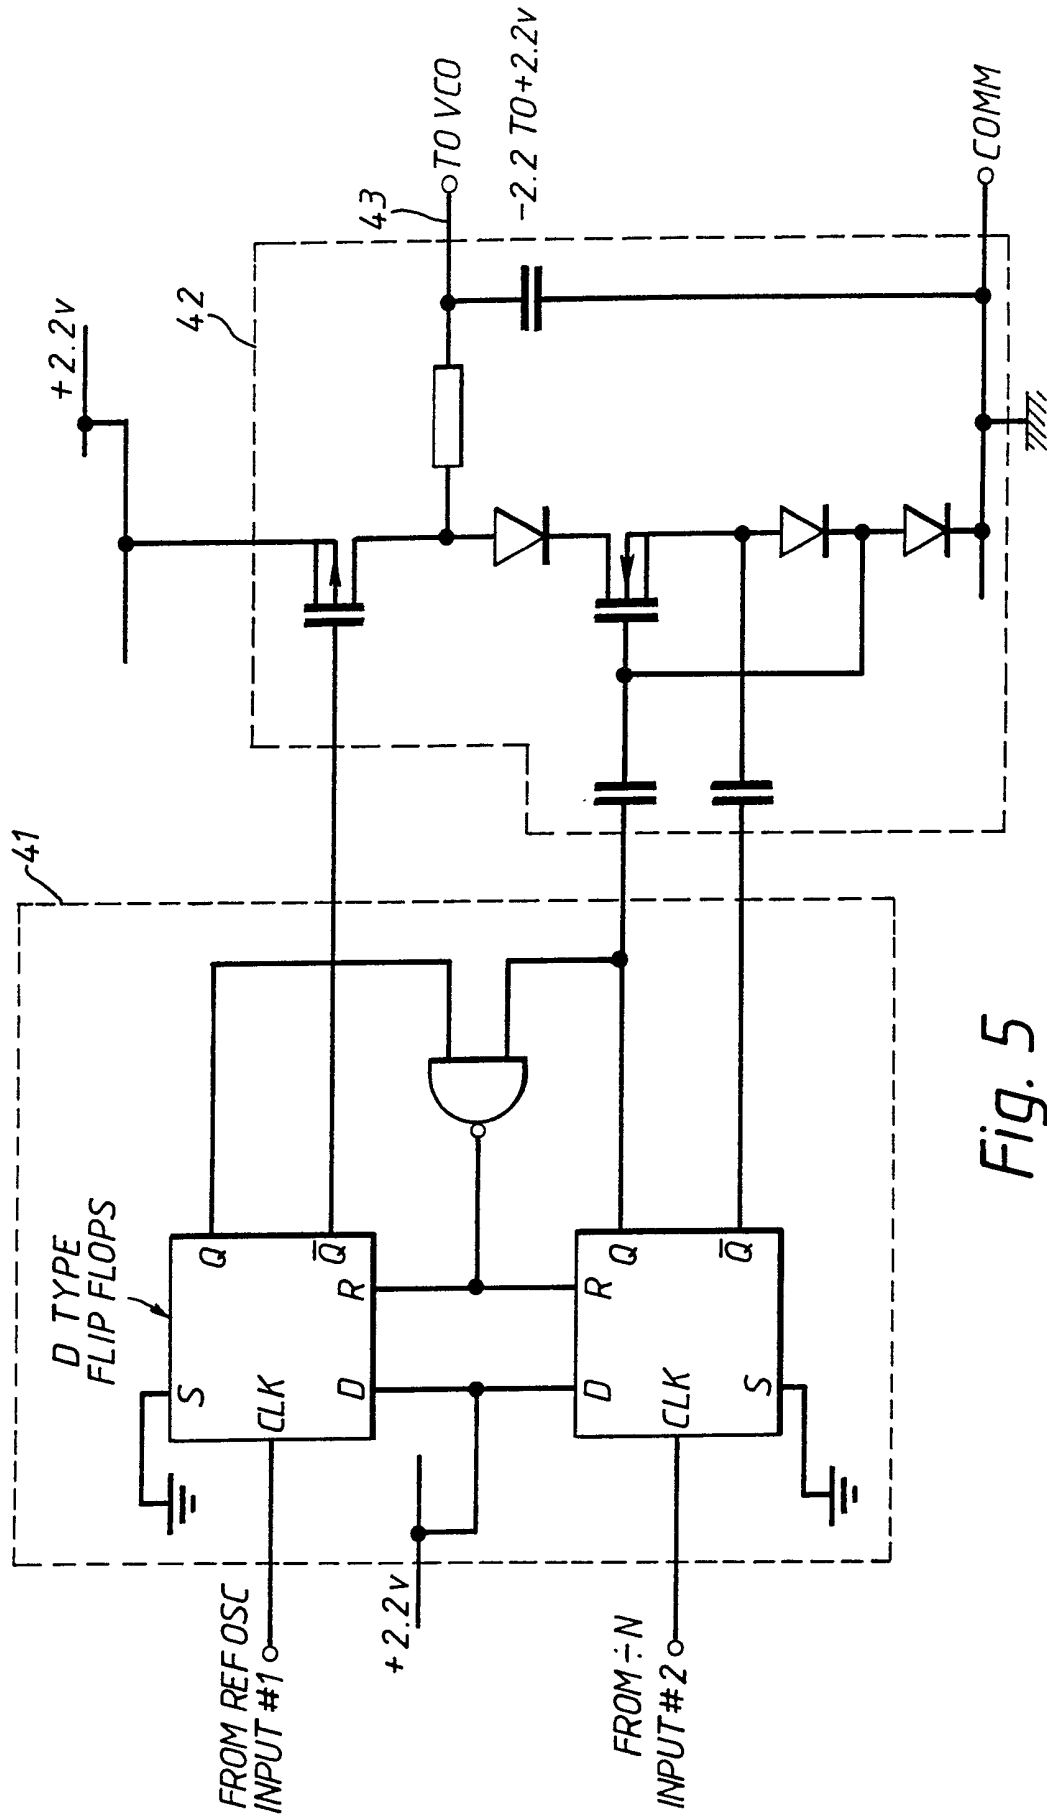 41
D TYPE
FLIP FLOPS
S
Q
CLK
Q̅
D
R
FROM REF OSC
INPUT #1
+2.2v
D
R
Q
CLK
S
Q̅
FROM ÷ N
INPUT #2
+2.2v
42
43
TO VCO
-2.2 TO +2.2v
COMM
Fig. 5